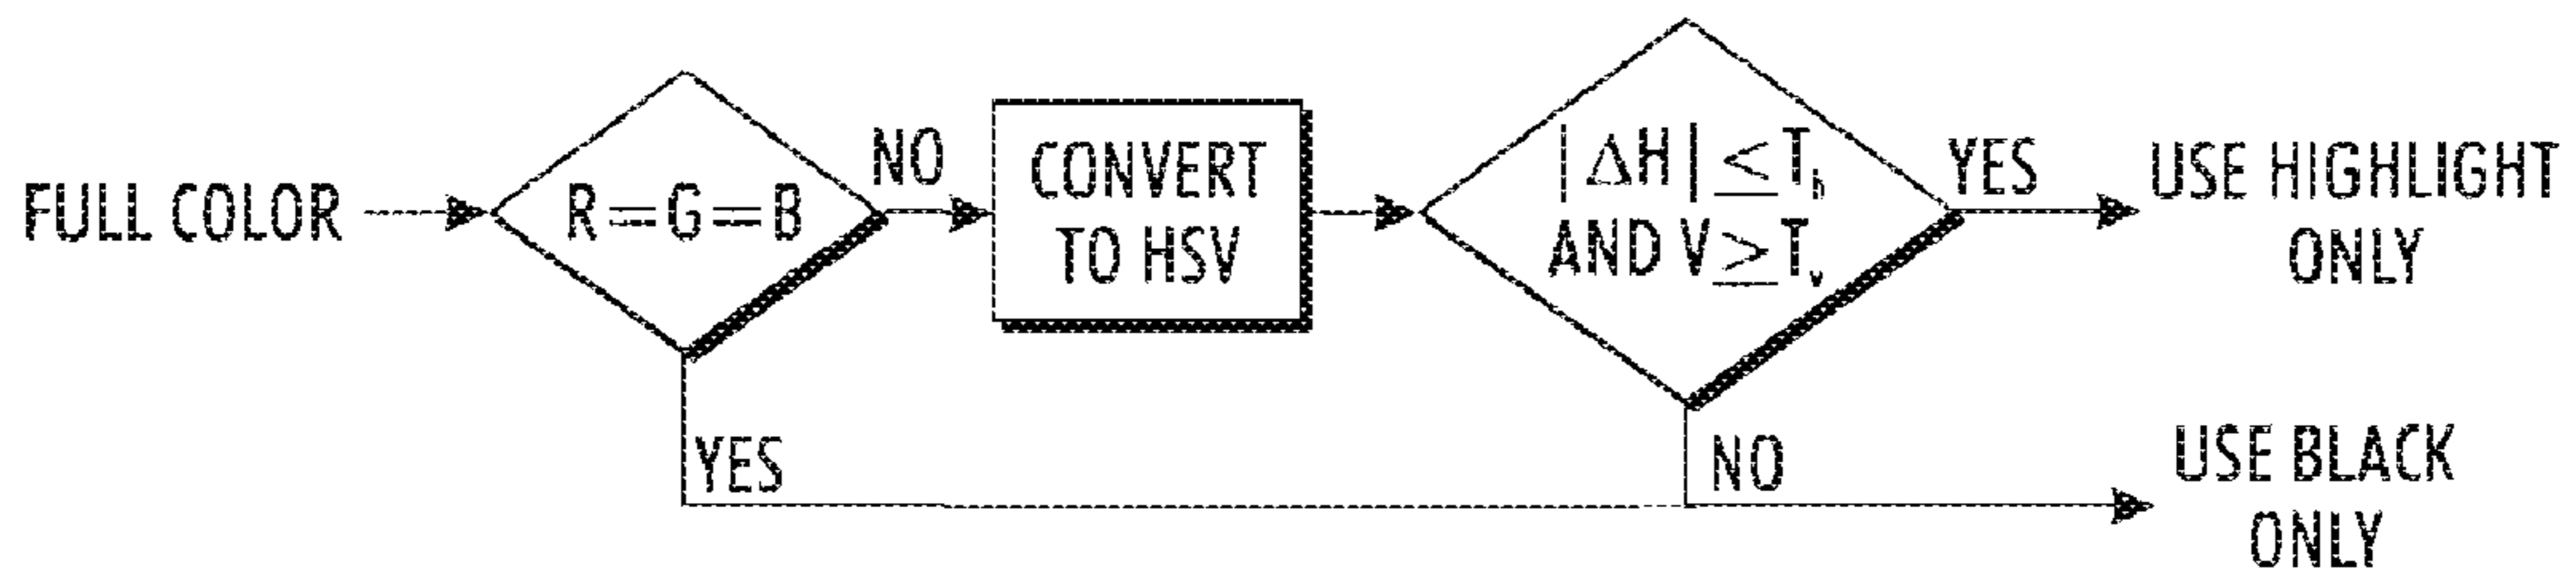 FULL COLOR
R=G=B
NO
YES
CONVERT
TO HSV
|ΔH|≤Th
AND V≥Tv
YES
NO
USE HIGHLIGHT
ONLY
USE BLACK
ONLY